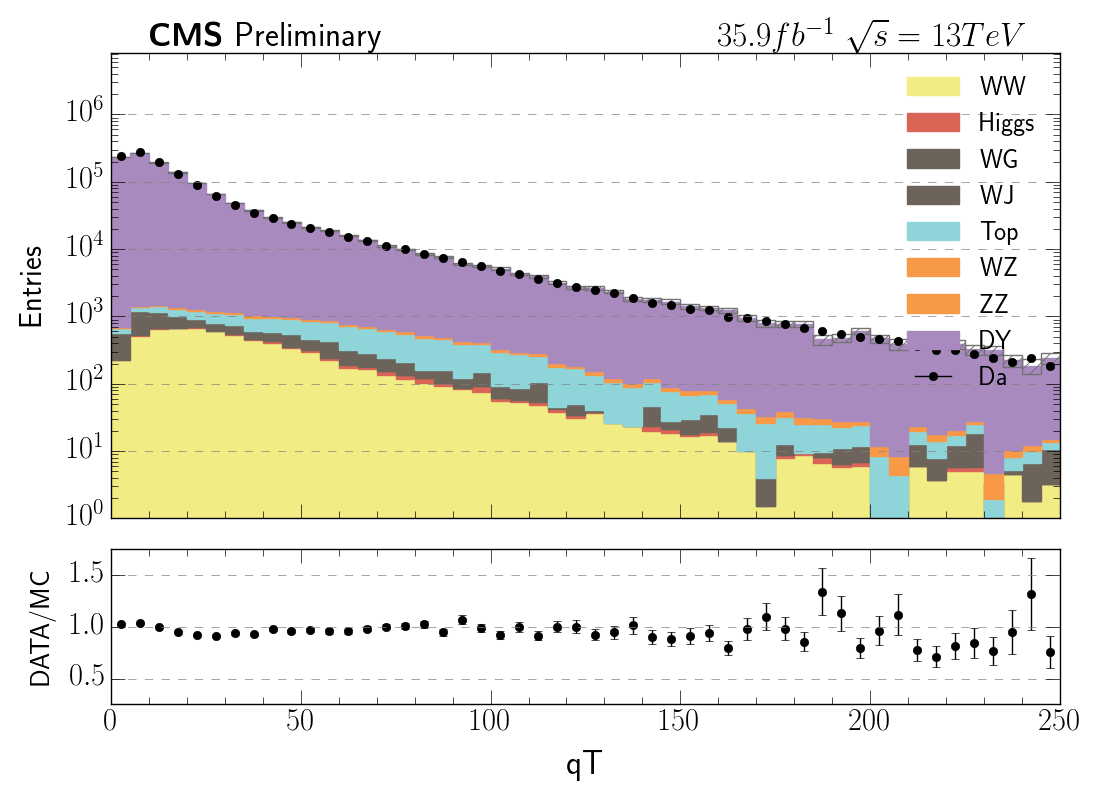 CMS Preliminary
35.9fb⁻¹ √s = 13TeV
Entries
10⁶
10⁵
10⁴
10³
10²
10¹
10⁰
WW
Higgs
WG
WJ
Top
WZ
ZZ
DY
Da
DATA/MC
1.5
1.0
0.5
0 50 100 150 200 250
qT